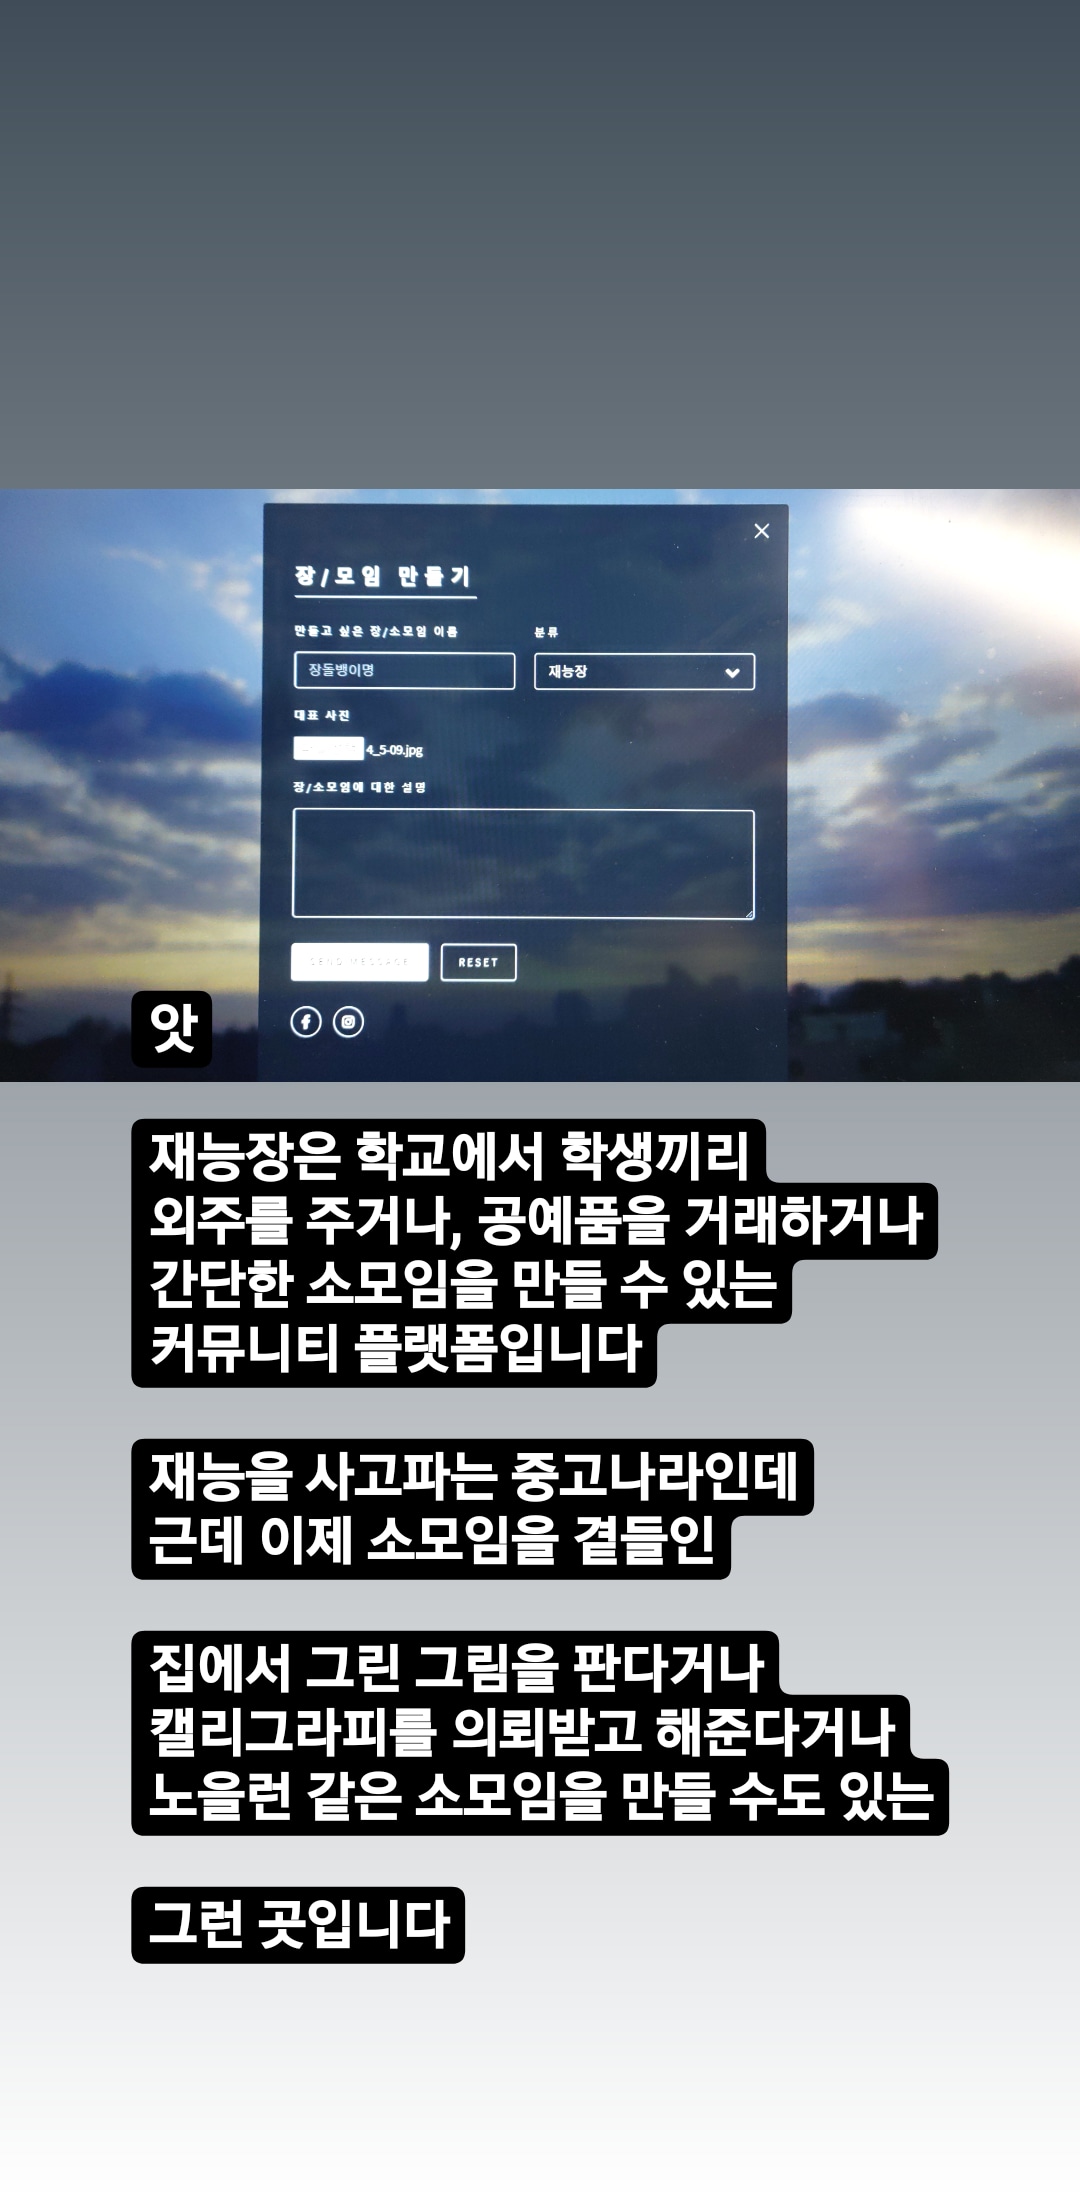 장/모임 만들기
만들고 싶은 장/소모임 이름
분류
장돌뱅이명
재능장
대표 사진
4_5-09.jpg
장/소모임에 대한 설명
SEND MESSAGE
RESET
앗
재능장은 학교에서 학생끼리
외주를 주거나, 공예품을 거래하거나
간단한 소모임을 만들 수 있는
커뮤니티 플랫폼입니다
재능을 사고파는 중고나라인데
근데 이제 소모임을 곁들인
집에서 그린 그림을 판다거나
캘리그라피를 의뢰받고 해준다거나
노을런 같은 소모임을 만들 수도 있는
그런 곳입니다